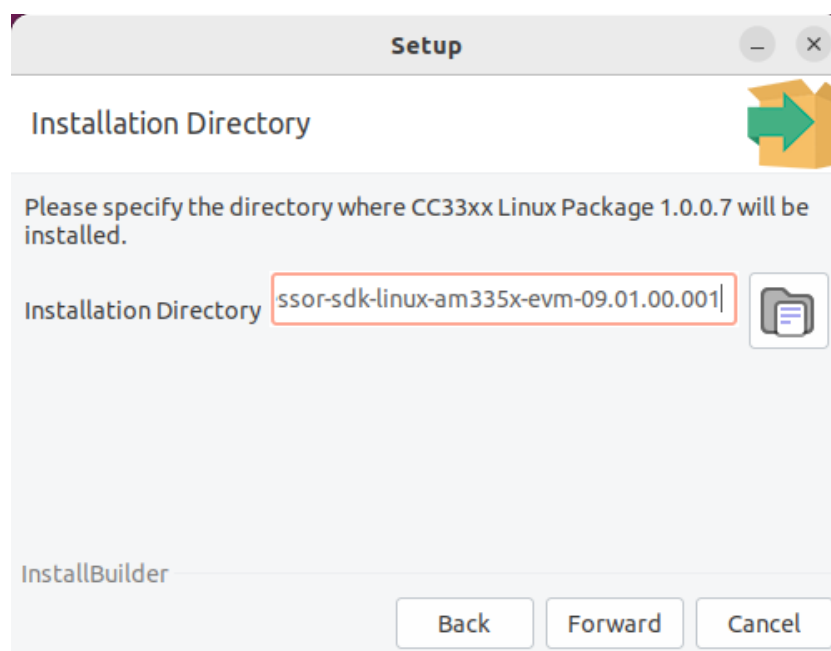 Setup
Installation Directory
Please specify the directory where CC33xx Linux Package 1.0.0.7 will be
installed.
Installation Directory ssor-sdk-linux-am335x-evm-09.01.00.001
InstallBuilder
Back Forward Cancel